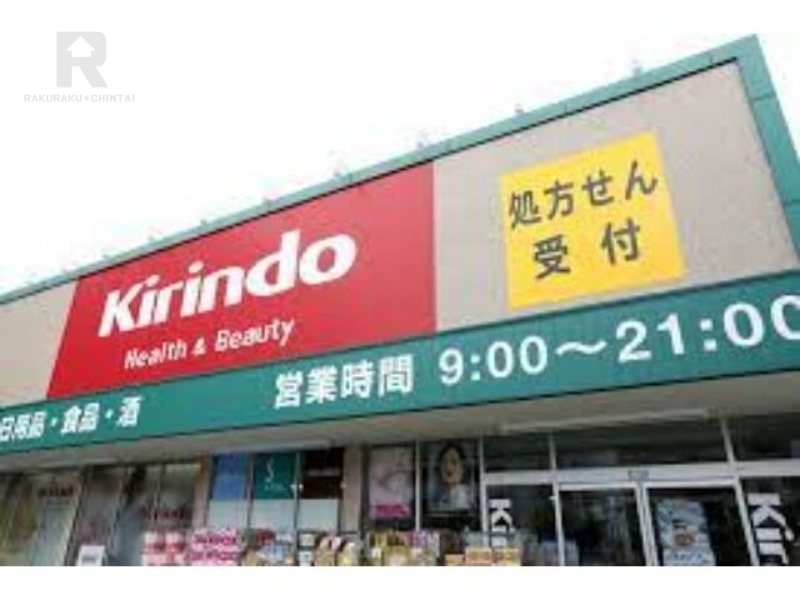 R
RAKURAKU*CHINTAI
Kirindo
Health & Beauty
処方せん
受付
日用品・食品・酒
営業時間 9:00～21:00
Kir